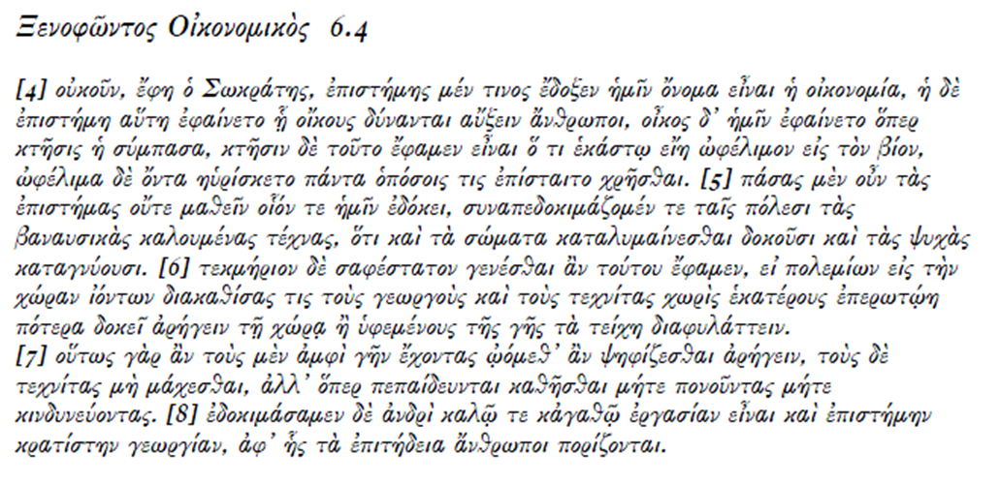 Ξενοφῶντος Οἰκονομικὸς 6.4
[4] οὐκοῦν, ἔφη ὁ Σωκράτης, ἐπιστήμης μέν τινος ἔδοξεν ἡμῖν ὄνομα εἶναι ἡ οἰκονομία, ἡ δὲ
ἐπιστήμη αὕτη ἐφαίνετο ᾗ οἴκους δύνανται αὔξειν ἄνθρωποι, οἶκος δ’ ἡμῖν ἐφαίνετο ὅπερ
κτῆσις ἡ σύμπασα, κτῆσιν δὲ τοῦτο ἔφαμεν εἶναι ὅ τι ἑκάστῳ εἴη ὠφέλιμον εἰς τὸν βίον,
ὠφέλιμα δὲ ὄντα ηὑρίσκετο πάντα ὁπόσοις τις ἐπίσταιτο χρῆσθαι. [5] πάσας μὲν οὖν τὰς
ἐπιστήμας οὔτε μαθεῖν οἷόν τε ἡμῖν ἐδόκει, συναπεδοκιμάζομέν τε ταῖς πόλεσι τὰς
βαναυσικὰς καλουμένας τέχνας, ὅτι καὶ τὰ σώματα καταλυμαίνεσθαι δοκοῦσι καὶ τὰς ψυχὰς
καταγνύουσι. [6] τεκμήριον δὲ σαφέστατον γενέσθαι ἂν τούτου ἔφαμεν, εἰ πολεμίων εἰς τὴν
χώραν ἰόντων διακαθίσας τις τοὺς γεωργοὺς καὶ τοὺς τεχνίτας χωρὶς ἑκατέρους ἐπερωτῴη
πότερα δοκεῖ ἀρήγειν τῇ χώρᾳ ἢ ὑφεμένους τῆς γῆς τὰ τείχη διαφυλάττειν.
[7] οὕτως γὰρ ἂν τοὺς μὲν ἀμφὶ γῆν ἔχοντας ᾠόμεθ’ ἂν ψηφίζεσθαι ἀρήγειν, τοὺς δὲ
τεχνίτας μὴ μάχεσθαι, ἀλλ’ ὅπερ πεπαίδευνται καθῆσθαι μήτε πονοῦντας μήτε
κινδυνεύοντας. [8] ἐδοκιμάσαμεν δὲ ἀνδρὶ καλῷ τε κἀγαθῷ ἐργασίαν εἶναι καὶ ἐπιστήμην
κρατίστην γεωργίαν, ἀφ’ ἧς τὰ ἐπιτήδεια ἄνθρωποι πορίζονται.